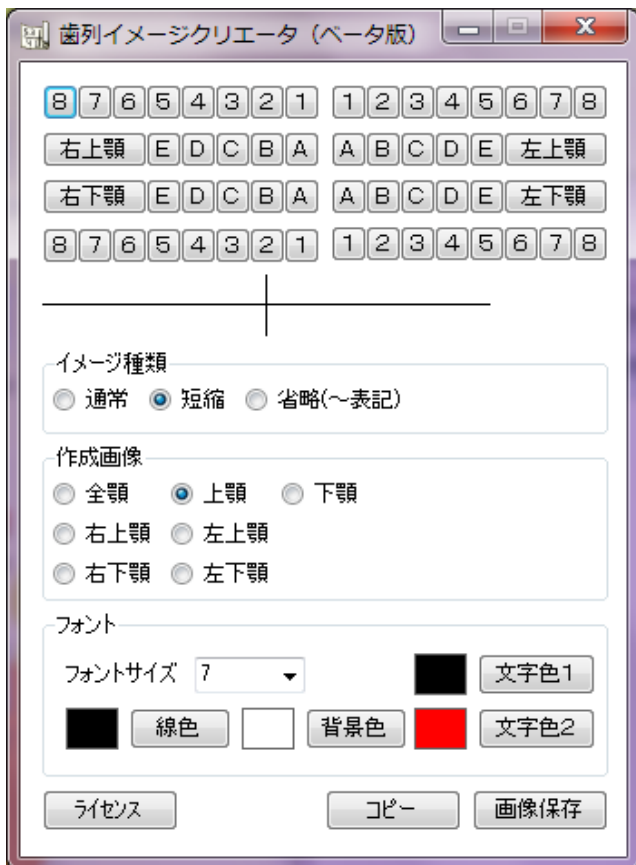 歯列イメージクリエータ（ベータ版）
8 7 6 5 4 3 2 1 1 2 3 4 5 6 7 8
右上顎 E D C B A A B C D E 左上顎
右下顎 E D C B A A B C D E 左下顎
8 7 6 5 4 3 2 1 1 2 3 4 5 6 7 8
イメージ種類
通常 短縮 省略(～表記)
作成画像
全顎 上顎 下顎
右上顎 左上顎
右下顎 左下顎
フォント
フォントサイズ 7 文字色1
線色 背景色 文字色2
ライセンス コピー 画像保存